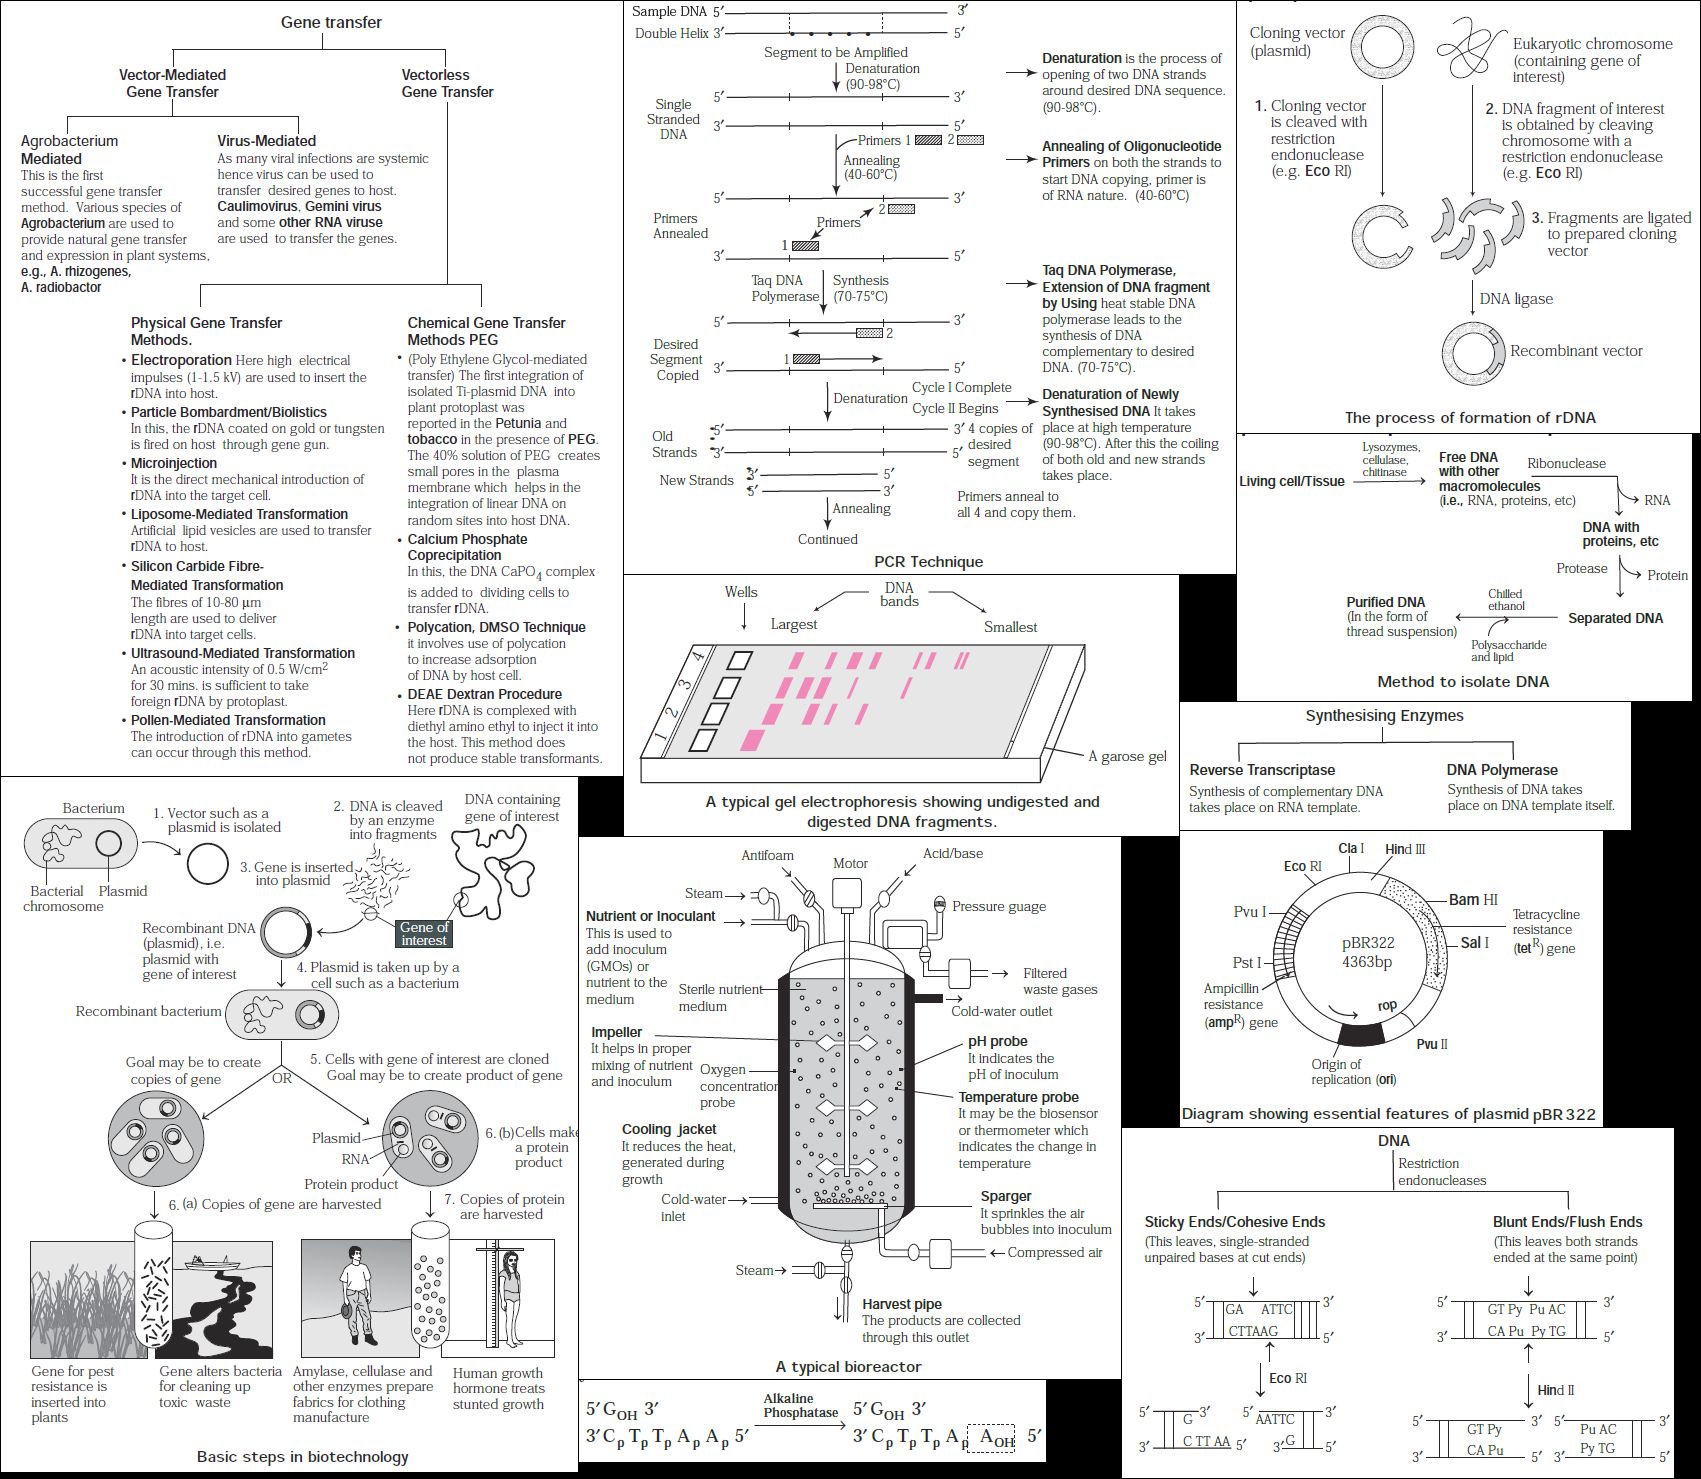 Gene transfer
Vector-Mediated
Gene Transfer
Vectorless
Gene Transfer
Agrobacterium
Mediated
This is the first
successful gene transfer
method. Various species of
Agrobacterium are used to
provide natural gene transfer
and expression in plant systems,
e.g., A. rhizogenes,
A. radiobactor
Virus-Mediated
As many viral infections are systemic
hence virus can be used to
transfer desired genes to host.
Caulimovirus, Gemini virus
and some other RNA viruse
are used to transfer the genes.
Physical Gene Transfer
Methods.
• Electroporation Here high electrical
impulses (1-1.5 kV) are used to insert the
rDNA into host.
• Particle Bombardment/Biolistics
In this, the rDNA coated on gold or tungsten
is fired on host through gene gun.
• Microinjection
It is the direct mechanical introduction of
rDNA into the target cell.
• Liposome-Mediated Transformation
Artificial lipid vesicles are used to transfer
rDNA to host.
• Silicon Carbide Fibre-
Mediated Transformation
The fibres of 10-80 μm
length are used to deliver
rDNA into target cells.
• Ultrasound-Mediated Transformation
An acoustic intensity of 0.5 W/cm2
for 30 mins. is sufficient to take
foreign rDNA by protoplast.
• Pollen-Mediated Transformation
The introduction of rDNA into gametes
can occur through this method.
Chemical Gene Transfer
Methods PEG
• (Poly Ethylene Glycol-mediated
transfer) The first integration of
isolated Ti-plasmid DNA into
plant protoplast was
reported in the Petunia and
tobacco in the presence of PEG.
The 40% solution of PEG creates
small pores in the plasma
membrane which helps in the
integration of linear DNA on
random sites into host DNA.
• Calcium Phosphate
Coprecipitation
In this, the DNA CaPO4 complex
is added to dividing cells to
transfer rDNA.
• Polycation, DMSO Technique
it involves use of polycation
to increase adsorption
of DNA by host cell.
• DEAE Dextran Procedure
Here rDNA is complexed with
diethyl amino ethyl to inject it into
the host. This method does
not produce stable transformants.
Sample DNA 5′ 3′
Double Helix 3′ 5′
Segment to be Amplified
Denaturation
(90-98°C)
5′ 3′
Single
Stranded
DNA
3′ 5′
Primers 1 2
Annealing
(40-60°C)
5′ 3′
Primers
Annealed
Primers 2
1
3′ 5′
Taq DNA
Polymerase
Synthesis
(70-75°C)
5′ 3′
2
Desired
Segment
Copied
1
3′ 5′
Denaturation
Cycle I Complete
Cycle II Begins
Old
Strands
5′ 3′
3′ 5′
4 copies of
desired
segment
New Strands
3′ 5′
5′ 3′
Annealing
Continued
Primers anneal to
all 4 and copy them.
Denaturation is the process of
opening of two DNA strands
around desired DNA sequence.
(90-98°C).
Annealing of Oligonucleotide
Primers on both the strands to
start DNA copying, primer is
of RNA nature. (40-60°C)
Taq DNA Polymerase,
Extension of DNA fragment
by Using heat stable DNA
polymerase leads to the
synthesis of DNA
complementary to desired
DNA. (70-75°C).
Denaturation of Newly
Synthesised DNA It takes
place at high temperature
(90-98°C). After this the coiling
of both old and new strands
takes place.
PCR Technique
Cloning vector
(plasmid)
Eukaryotic chromosome
(containing gene of
interest)
1. Cloning vector
is cleaved with
restriction
endonuclease
(e.g. Eco RI)
2. DNA fragment of interest
is obtained by cleaving
chromosome with a
restriction endonuclease
(e.g. Eco RI)
3. Fragments are ligated
to prepared cloning
vector
DNA ligase
Recombinant vector
The process of formation of rDNA
Living cell/Tissue
Lysozymes,
cellulase,
chitinase
Free DNA
with other
macromolecules
(i.e., RNA, proteins, etc)
Ribonuclease
RNA
DNA with
proteins, etc
Protease
Protein
Separated DNA
Chilled
ethanol
Polysaccharide
and lipid
Purified DNA
(In the form of
thread suspension)
Method to isolate DNA
Wells
DNA
bands
Largest
Smallest
4
3
2
1
A garose gel
A typical gel electrophoresis showing undigested and
digested DNA fragments.
Synthesising Enzymes
Reverse Transcriptase
Synthesis of complementary DNA
takes place on RNA template.
DNA Polymerase
Synthesis of DNA takes
place on DNA template itself.
Bacterium
1. Vector such as a
plasmid is isolated
2. DNA is cleaved
by an enzyme
into fragments
DNA containing
gene of interest
Bacterial
chromosome
Plasmid
3. Gene is inserted
into plasmid
Gene of
interest
Recombinant DNA
(plasmid), i.e.
plasmid with
gene of interest
4. Plasmid is taken up by a
cell such as a bacterium
Recombinant bacterium
Goal may be to create
copies of gene
OR
5. Cells with gene of interest are cloned
Goal may be to create product of gene
Plasmid
RNA
Protein product
6. (b) Cells make
a protein
product
6. (a) Copies of gene are harvested
7. Copies of protein
are harvested
Gene for pest
resistance is
inserted into
plants
Gene alters bacteria
for cleaning up
toxic waste
Amylase, cellulase and
other enzymes prepare
fabrics for clothing
manufacture
Human growth
hormone treats
stunted growth
Basic steps in biotechnology
Antifoam
Motor
Acid/base
Steam
Pressure guage
Nutrient or Inoculant
This is used to
add inoculum
(GMOs) or
nutrient to the
medium
Sterile nutrient
medium
Filtered
waste gases
Cold-water outlet
Impeller
It helps in proper
mixing of nutrient
and inoculum
Oxygen
concentration
probe
pH probe
It indicates the
pH of inoculum
Temperature probe
It may be the biosensor
or thermometer which
indicates the change in
temperature
Cooling jacket
It reduces the heat,
generated during
growth
Cold-water
inlet
Sparger
It sprinkles the air
bubbles into inoculum
Compressed air
Steam
Harvest pipe
The products are collected
through this outlet
A typical bioreactor
Cla I
Hind III
Eco RI
Bam HI
Pvu I
Tetracycline
resistance
(tetR) gene
Sal I
pBR322
4363bp
Pst I
Ampicillin
resistance
(ampR) gene
rop
Pvu II
Origin of
replication (ori)
Diagram showing essential features of plasmid pBR 322
5′ GOH 3′
3′ Cp Tp Tp Ap Ap 5′
Alkaline
Phosphatase
5′ GOH 3′
3′ Cp Tp Tp Ap AOH 5′
DNA
Restriction
endonucleases
Sticky Ends/Cohesive Ends
(This leaves, single-stranded
unpaired bases at cut ends)
Blunt Ends/Flush Ends
(This leaves both strands
ended at the same point)
5′ GA ATTC 3′
3′ CTTAAG 5′
Eco RI
5′ G 3′ 5′ AATTC 3′
3′ C TT AA 5′ 3′ G 5′
5′ GT Py Pu AC 3′
3′ CA Pu Py TG 5′
Hind II
5′ GT Py 3′ 5′ Pu AC 3′
3′ CA Pu 5′ 3′ Py TG 5′